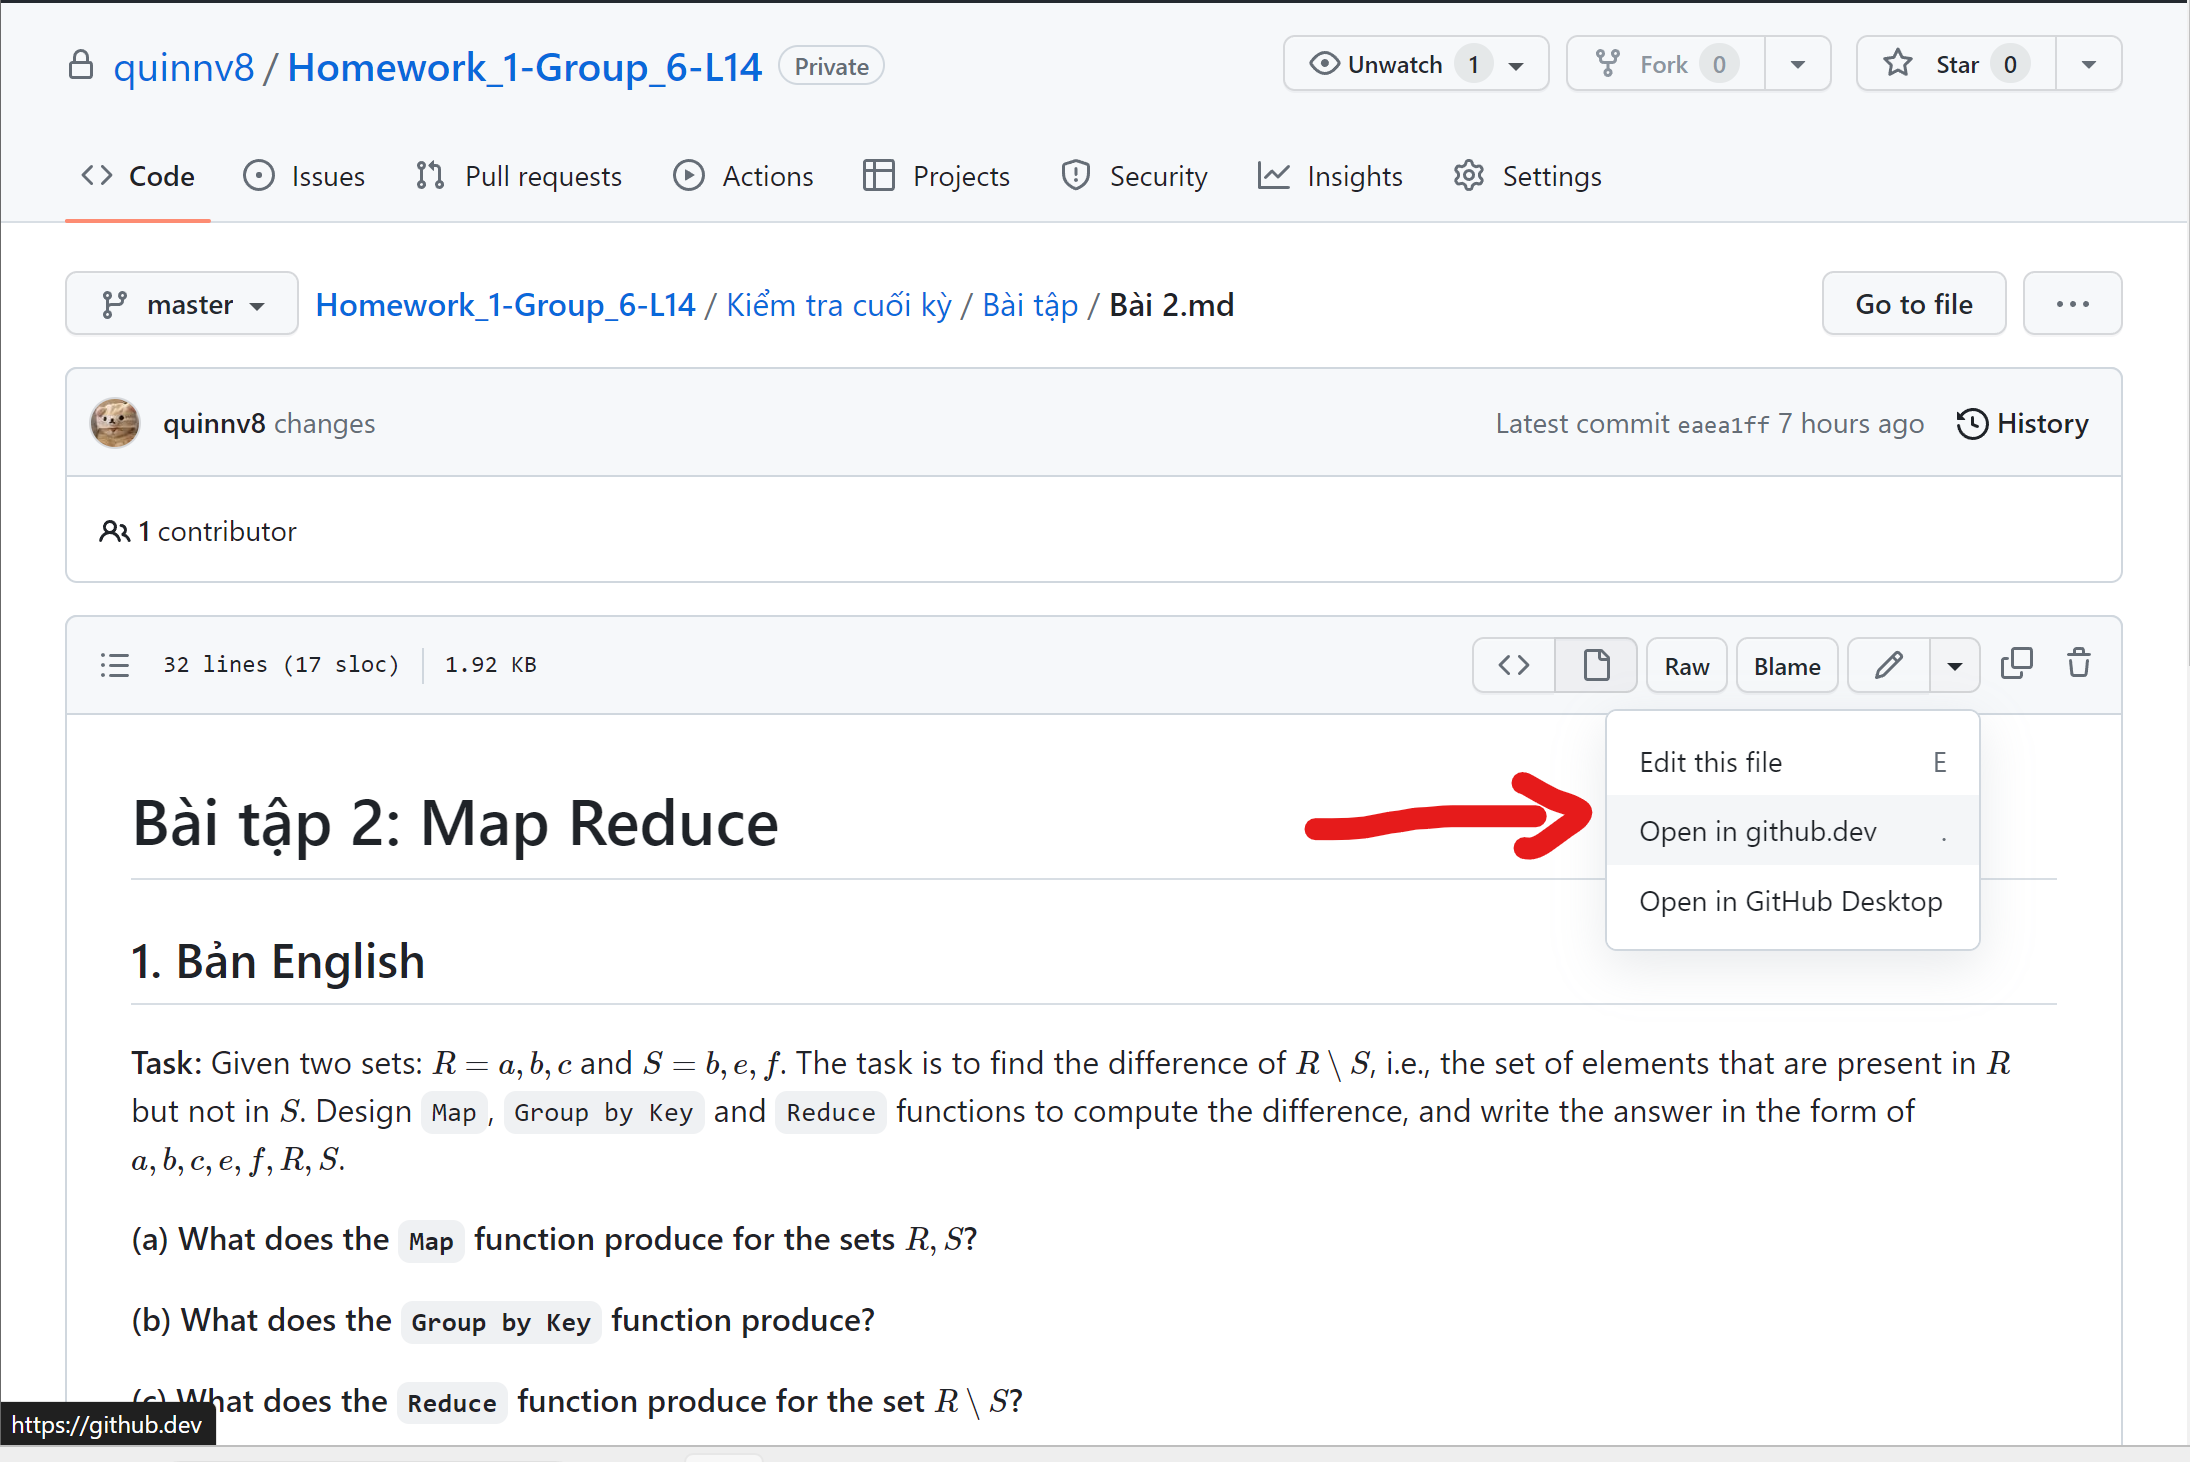 quinnv8 / Homework_1-Group_6-L14 Private Unwatch 1 Fork 0 Star 0
Code Issues Pull requests Actions Projects Security Insights Settings
master Homework_1-Group_6-L14 / Kiểm tra cuối kỳ / Bài tập / Bài 2.md Go to file ...
quinnv8 changes Latest commit eaea1ff 7 hours ago History
1 contributor
32 lines (17 sloc) 1.92 KB <> Raw Blame
Edit this file E
Open in github.dev .
Open in GitHub Desktop
Bài tập 2: Map Reduce
1. Bản English
Task: Given two sets: R = a, b, c and S = b, e, f. The task is to find the difference of R \ S, i.e., the set of elements that are present in R
but not in S. Design Map, Group by Key and Reduce functions to compute the difference, and write the answer in the form of
a, b, c, e, f, R, S.
(a) What does the Map function produce for the sets R, S?
(b) What does the Group by Key function produce?
(c) What does the Reduce function produce for the set R \ S?
https://github.dev